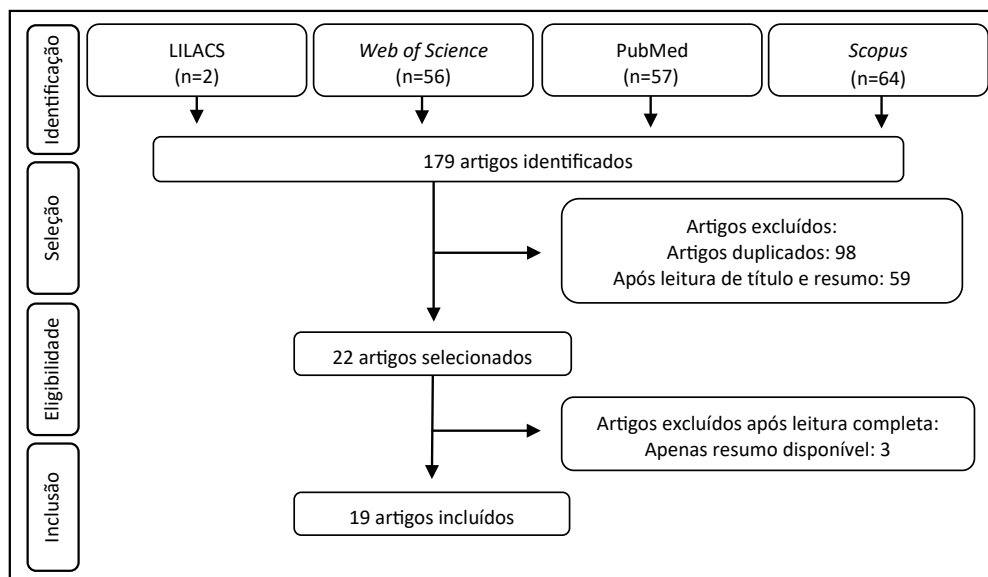 Identificação
LILACS
(n=2)
Web of Science
(n=56)
PubMed
(n=57)
Scopus
(n=64)
179 artigos identificados
Seleção
Artigos excluídos:
Artigos duplicados: 98
Após leitura de título e resumo: 59
Eligibilidade
22 artigos selecionados
Artigos excluídos após leitura completa:
Apenas resumo disponível: 3
Inclusão
19 artigos incluídos